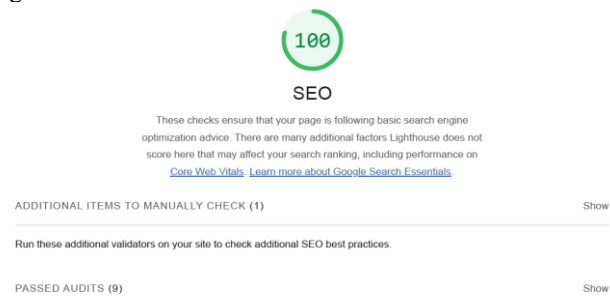 100
SEO
These checks ensure that your page is following basic search engine
optimization advice. There are many additional factors Lighthouse does not
score here that may affect your search ranking, including performance on
Core Web Vitals. Learn more about Google Search Essentials.
ADDITIONAL ITEMS TO MANUALLY CHECK (1) Show
Run these additional validators on your site to check additional SEO best practices.
PASSED AUDITS (9) Show